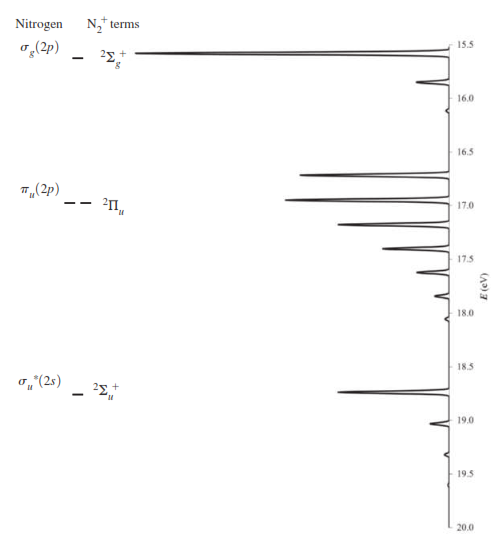 Nitrogen N₂⁺ terms
σg(2p) ²Σg⁺
πu(2p) ²Πu
σu*(2s) ²Σu⁺
15.5
16.0
16.5
17.0
17.5
18.0
18.5
19.0
19.5
20.0
E (eV)